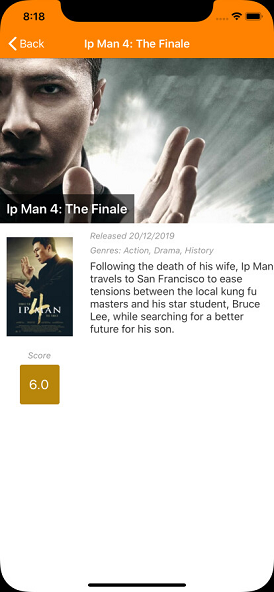 8:18
Back
Ip Man 4: The Finale
Ip Man 4: The Finale
Released 20/12/2019
Genres: Action, Drama, History
Following the death of his wife, Ip Man
travels to San Francisco to ease
tensions between the local kung fu
masters and his star student, Bruce
Lee, while searching for a better
future for his son.
IP MAN
4
Score
6.0